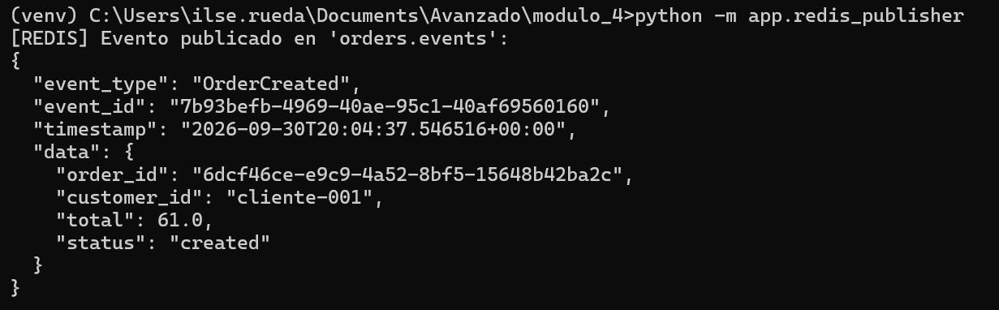 (venv) C:\Users\ilse.rueda\Documents\Avanzado\modulo_4>python -m app.redis_publisher
[REDIS] Evento publicado en 'orders.events':
{
  "event_type": "OrderCreated",
  "event_id": "7b93befb-4969-40ae-95c1-40af69560160",
  "timestamp": "2026-09-30T20:04:37.546516+00:00",
  "data": {
    "order_id": "6dcf46ce-e9c9-4a52-8bf5-15648b42ba2c",
    "customer_id": "cliente-001",
    "total": 61.0,
    "status": "created"
  }
}